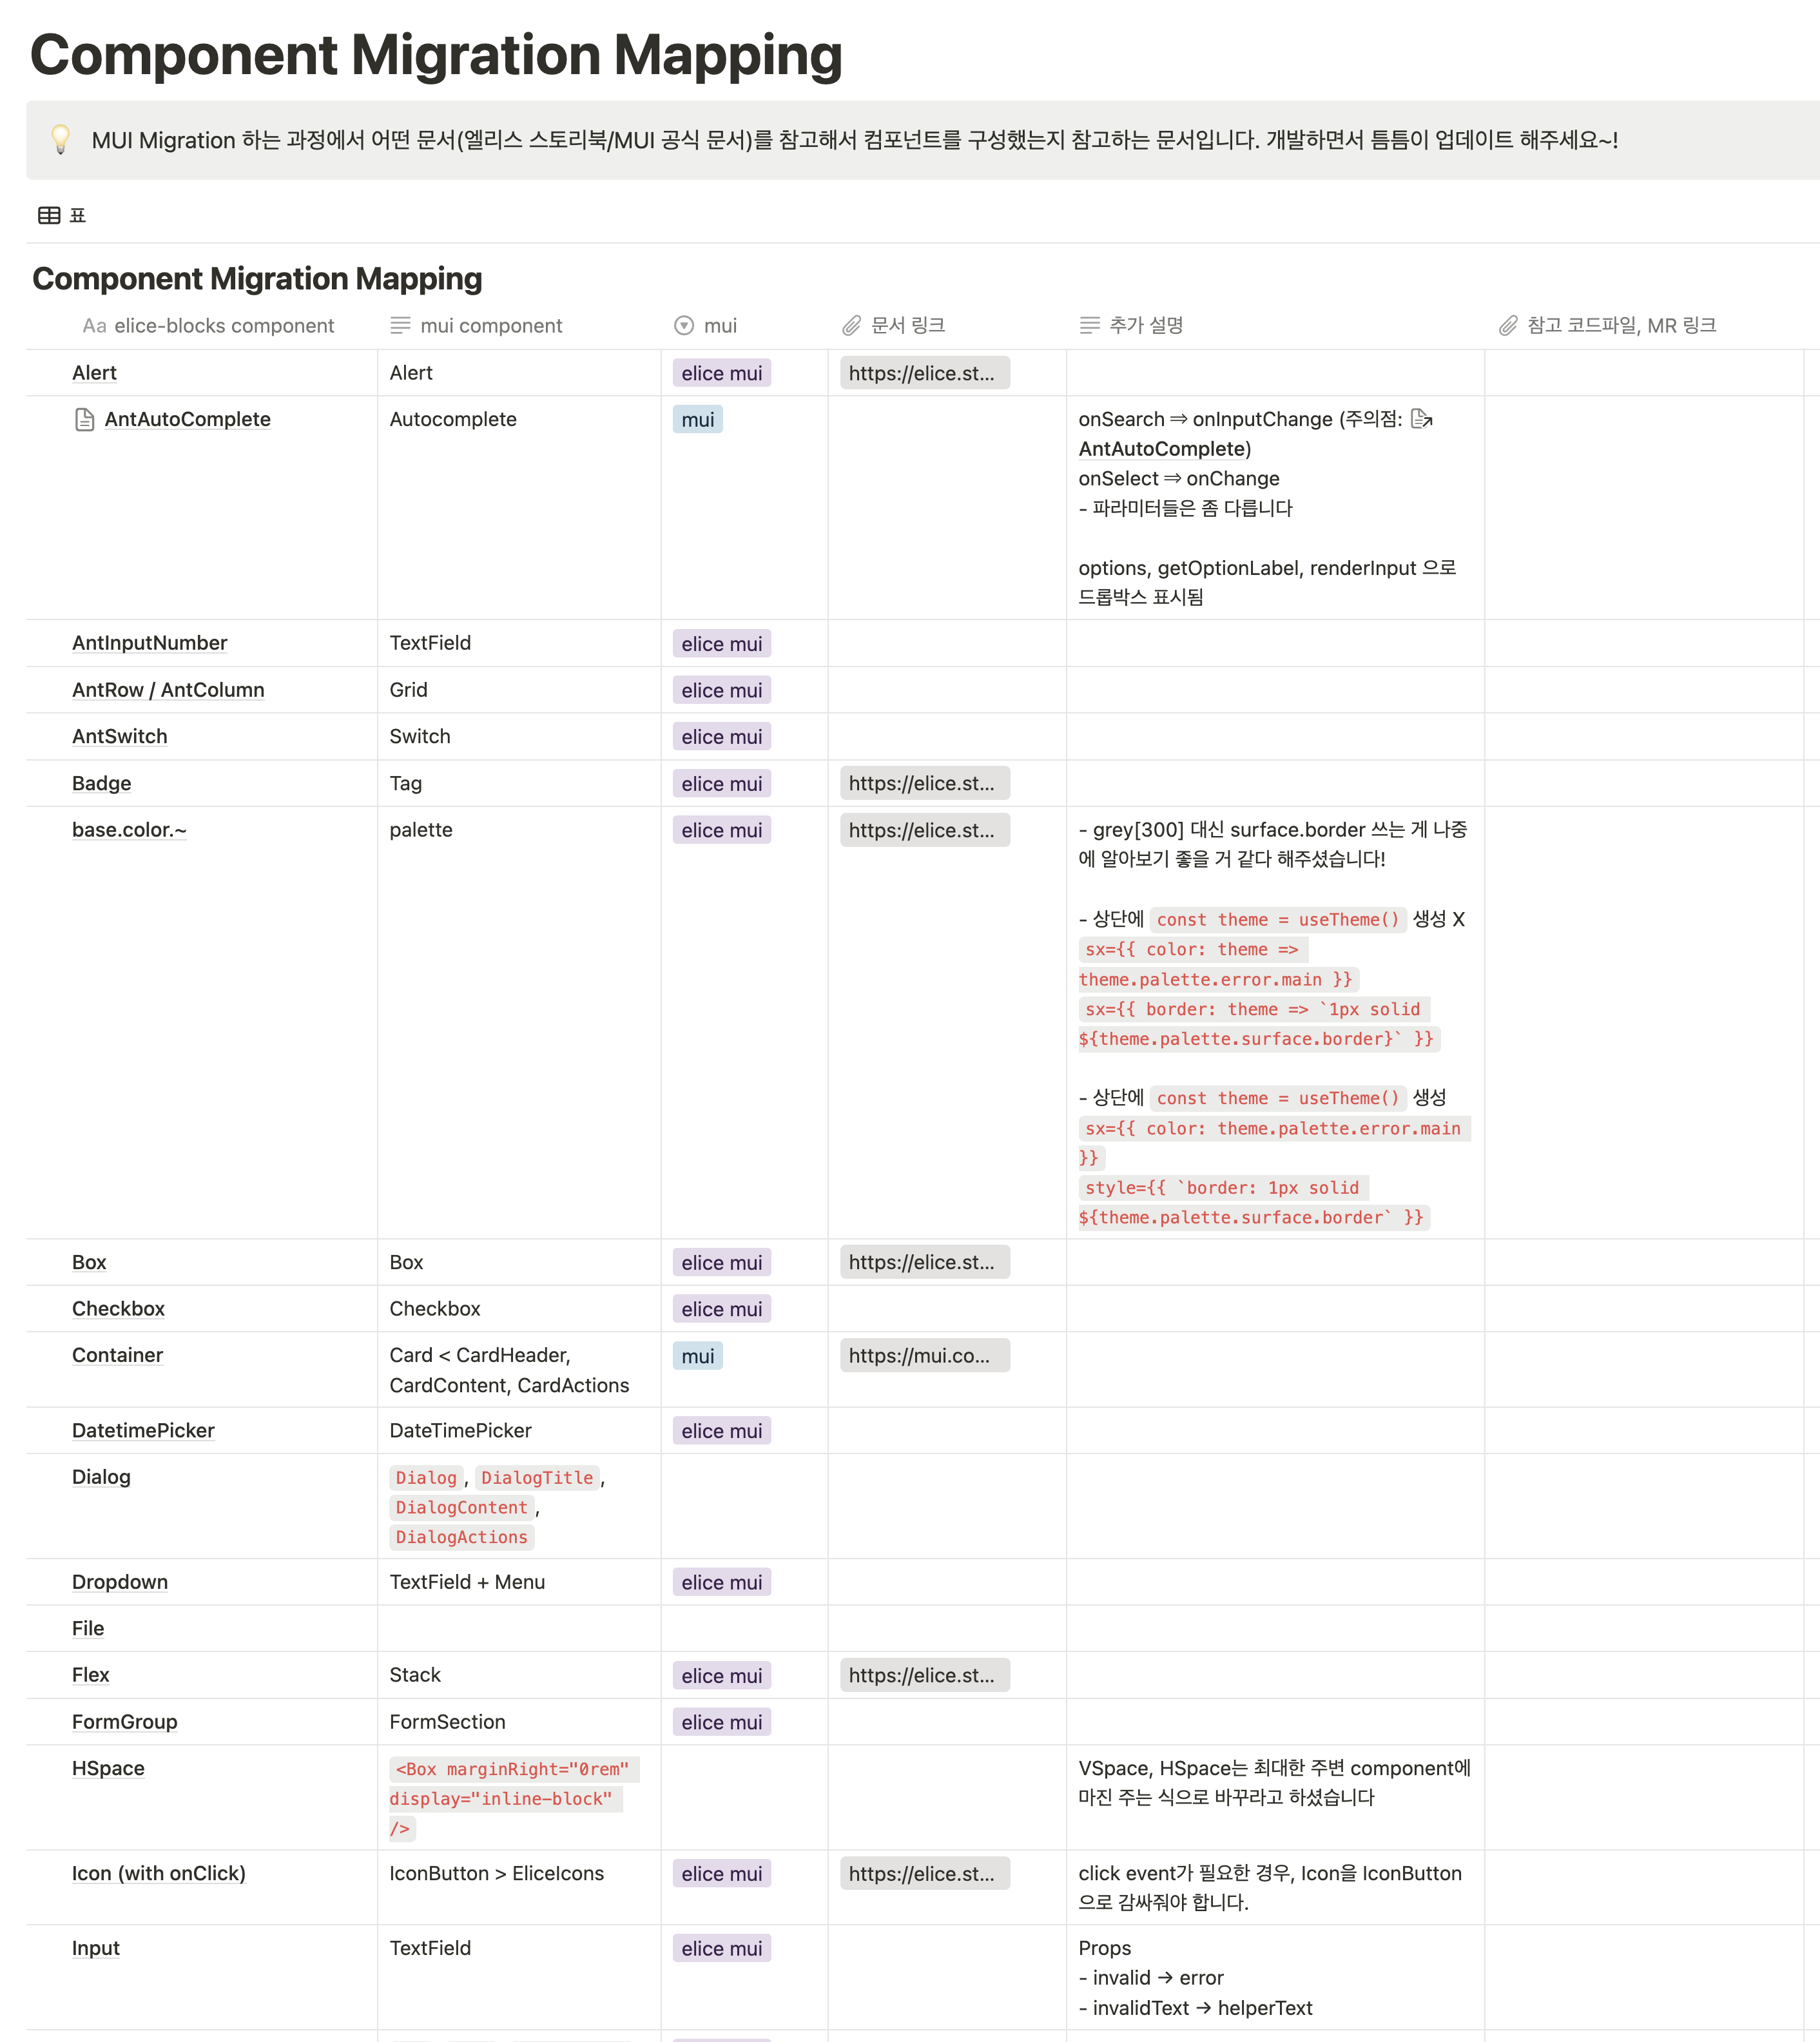 Component Migration Mapping
MUI Migration 하는 과정에서 어떤 문서(엘리스 스토리북/MUI 공식 문서)를 참고해서 컴포넌트를 구성했는지 참고하는 문서입니다. 개발하면서 틈틈이 업데이트 해주세요~!
표
Component Migration Mapping
Aa elice-blocks component mui component mui 문서 링크 추가 설명 참고 코드파일, MR 링크
Alert Alert elice mui https://elice.st...
AntAutoComplete Autocomplete mui onSearch ⇒ onInputChange (주의점:
AntAutoComplete)
onSelect ⇒ onChange
- 파라미터들은 좀 다릅니다
options, getOptionLabel, renderInput 으로
드롭박스 표시됨
AntInputNumber TextField elice mui
AntRow / AntColumn Grid elice mui
AntSwitch Switch elice mui
Badge Tag elice mui https://elice.st...
base.color.~ palette elice mui https://elice.st... - grey[300] 대신 surface.border 쓰는 게 나중
에 알아보기 좋을 거 같다 해주셨습니다!
- 상단에 const theme = useTheme() 생성 X
sx={{ color: theme =>
theme.palette.error.main }}
sx={{ border: theme => `1px solid
${theme.palette.surface.border}` }}
- 상단에 const theme = useTheme() 생성
sx={{ color: theme.palette.error.main
}}
style={{ `border: 1px solid
${theme.palette.surface.border` }}
Box Box elice mui https://elice.st...
Checkbox Checkbox elice mui
Container Card < CardHeader, mui https://mui.co...
CardContent, CardActions
DatetimePicker DateTimePicker elice mui
Dialog Dialog, DialogTitle,
DialogContent,
DialogActions
Dropdown TextField + Menu elice mui
File
Flex Stack elice mui https://elice.st...
FormGroup FormSection elice mui
HSpace <Box marginRight="0rem" VSpace, HSpace는 최대한 주변 component에
display="inline-block" 마진 주는 식으로 바꾸라고 하셨습니다
/>
Icon (with onClick) IconButton > EliceIcons elice mui https://elice.st... click event가 필요한 경우, Icon을 IconButton
으로 감싸줘야 합니다.
Input TextField elice mui Props
- invalid → error
- invalidText → helperText